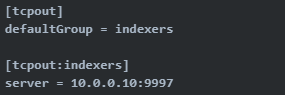 [tcpout]
defaultGroup = indexers
[tcpout:indexers]
server = 10.0.0.10:9997